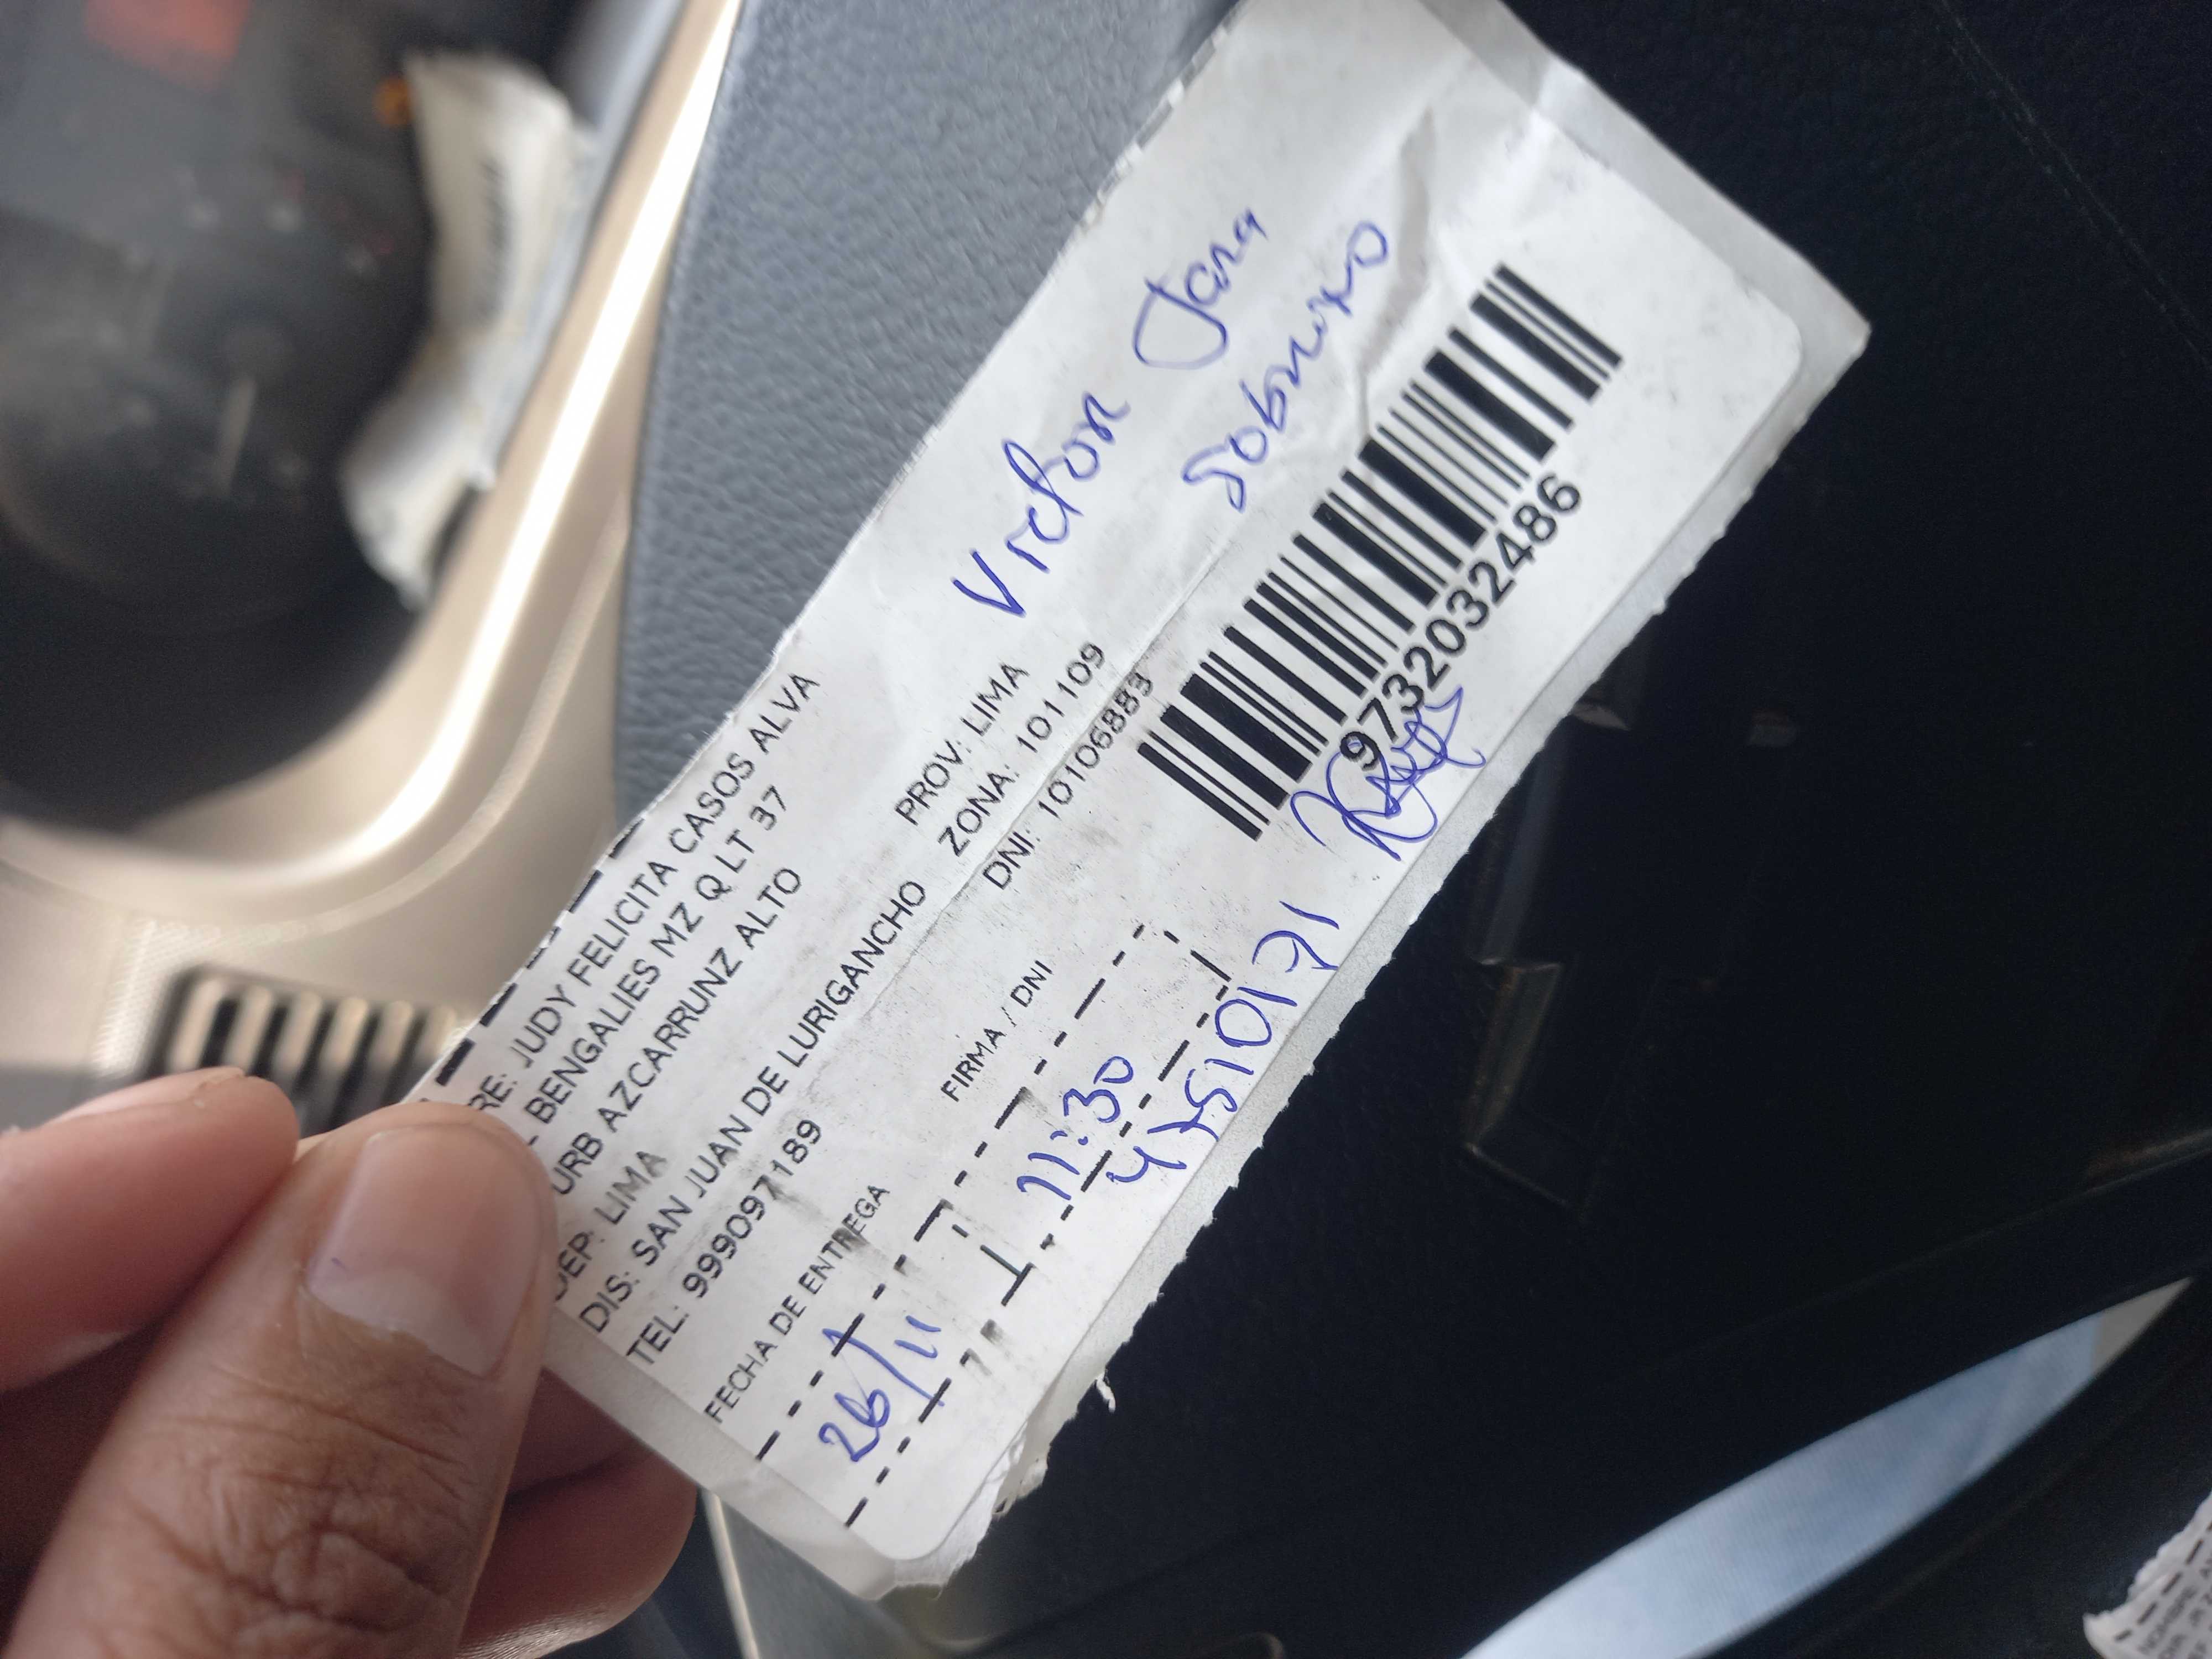 RE: JUDY FELICITA CASOS ALVA
- BENGALIES MZ Q LT 37
URB AZCARRUNZ ALTO
DEP: LIMA PROV: LIMA
DIS: SAN JUAN DE LURIGANCHO ZONA: 101109
TEL: 999097189 DNI: 10106883
Victor Jara
Sobrino
FECHA DE ENTREGA FIRMA / DNI
26/11 11:30
47510171
9732032486